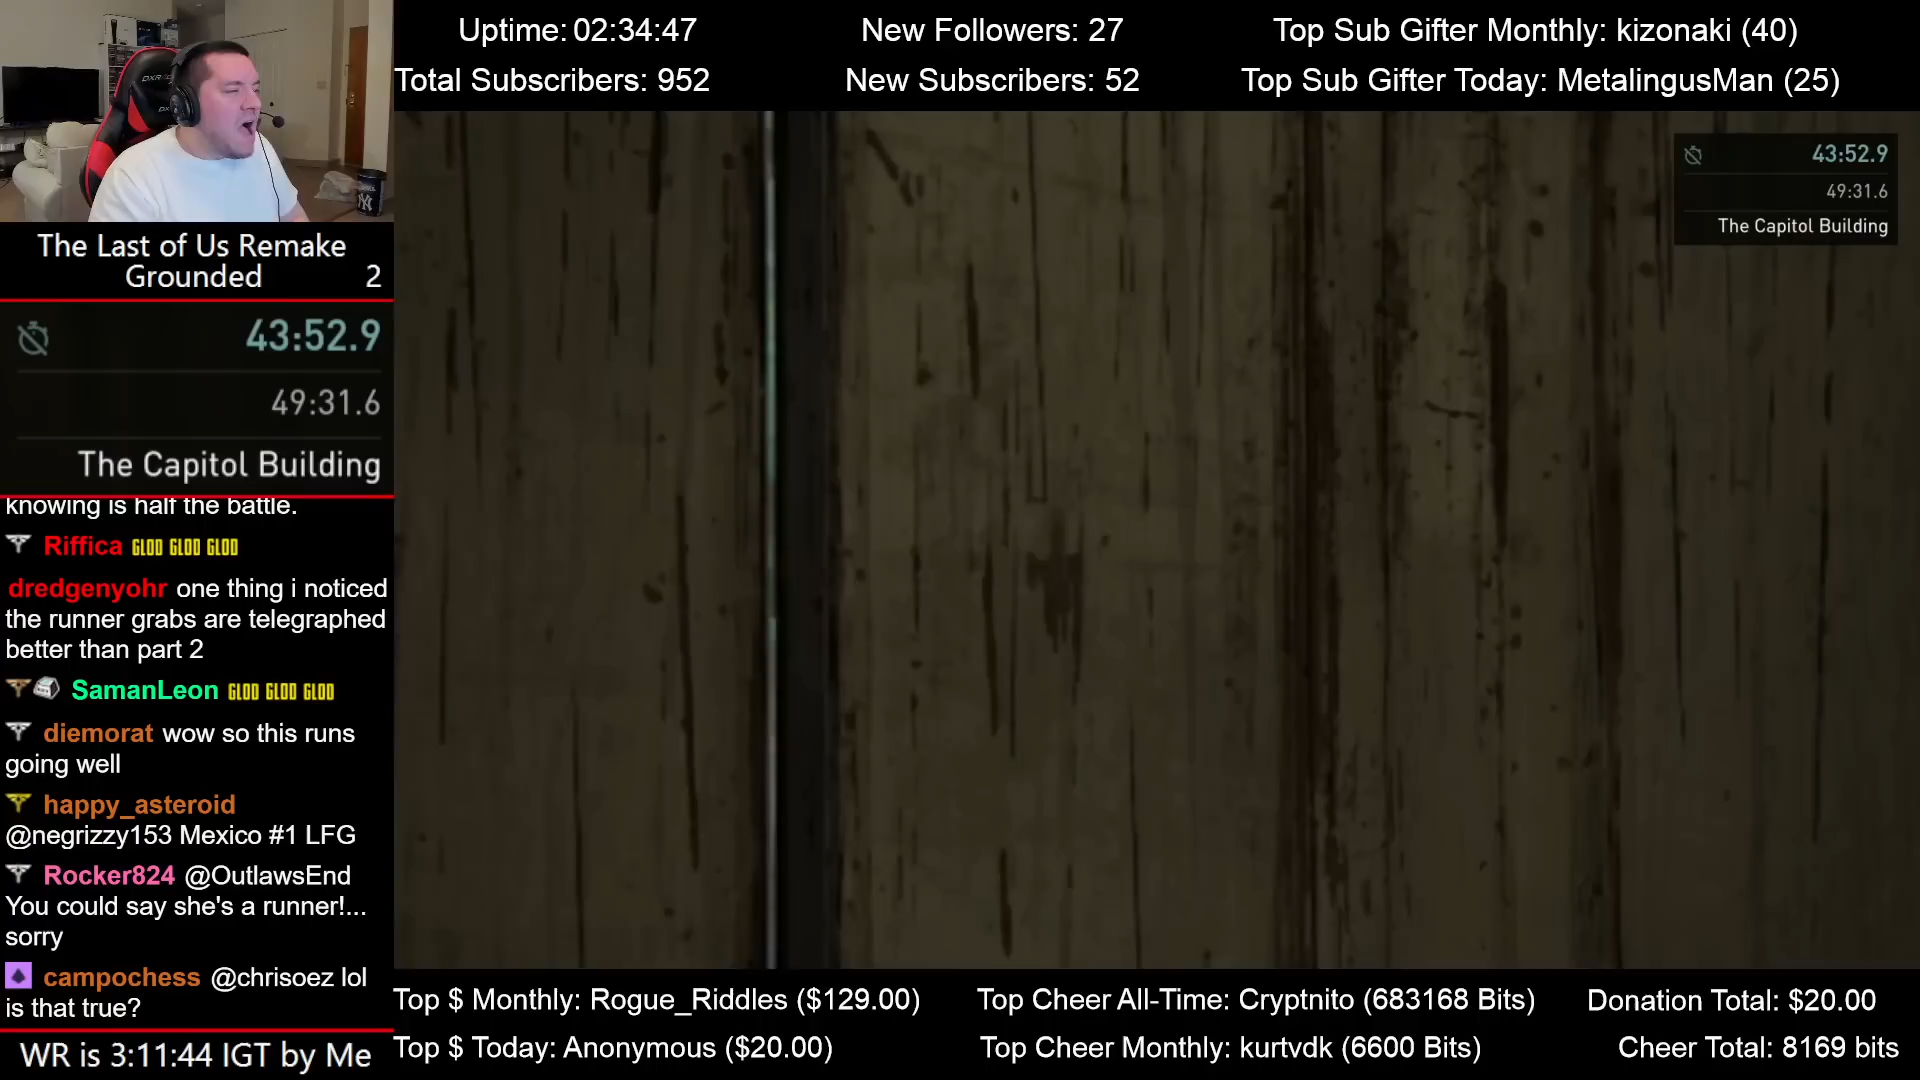 Uptime: 02:34:47
New Followers: 27
Top Sub Gifter Monthly: kizonaki (40)
Total Subscribers: 952
New Subscribers: 52
Top Sub Gifter Today: MetalingusMan (25)
43:52.9
49:31.6
The Capitol Building
The Last of Us Remake
Grounded 2
43:52.9
49:31.6
The Capitol Building
knowing is half the battle.
Riffica GLOD GLOD GLOD
dredgenyohr one thing i noticed
the runner grabs are telegraphed
better than part 2
SamanLeon GLOD GLOD GLOD
diemorat wow so this runs
going well
happy_asteroid
@negrizzy153 Mexico #1 LFG
Rocker824 @OutlawsEnd
You could say she's a runner!...
sorry
campochess @chrisoez lol
is that true?
WR is 3:11:44 IGT by Me
Top $ Monthly: Rogue_Riddles ($129.00)
Top Cheer All-Time: Cryptnito (683168 Bits)
Donation Total: $20.00
Top $ Today: Anonymous ($20.00)
Top Cheer Monthly: kurtvdk (6600 Bits)
Cheer Total: 8169 bits